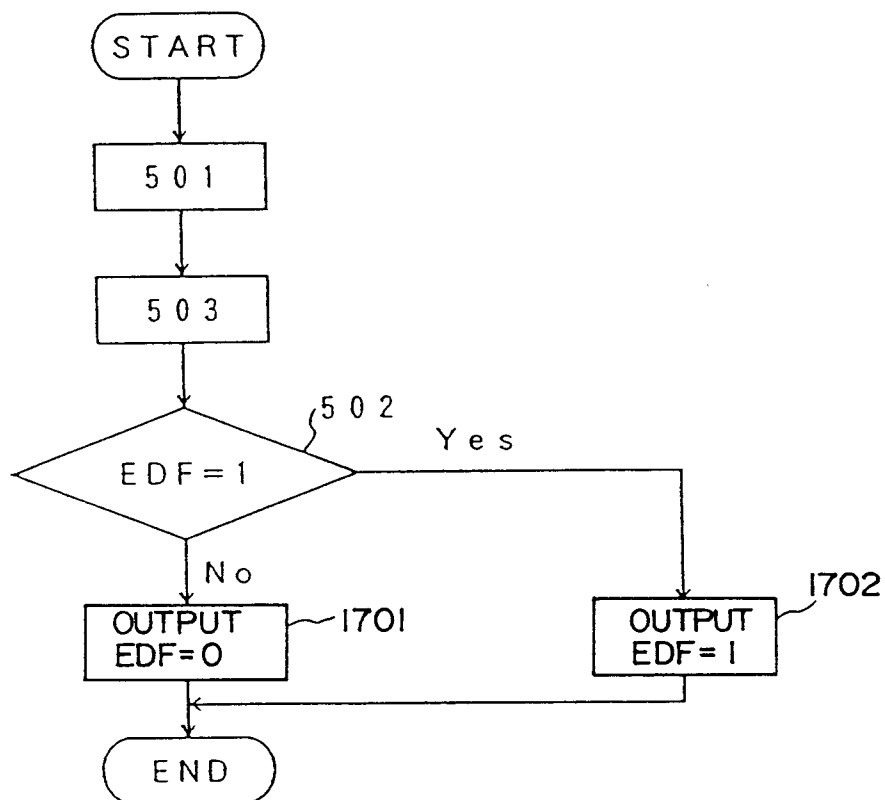 START
501
503
502
Yes
EDF=1
No
1702
OUTPUT
EDF=0
1701
OUTPUT
EDF=1
END